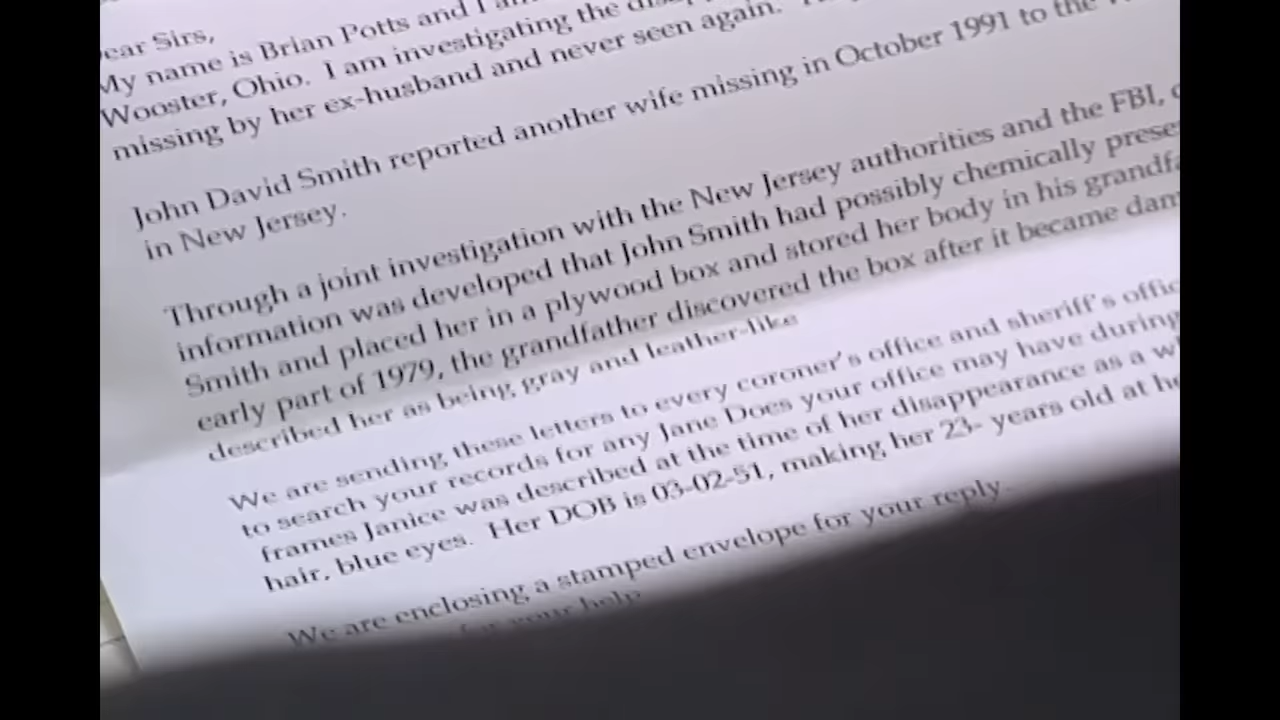 ear Sirs,
My name is Brian Potts and I am
Wooster, Ohio. I am investigating the
missing by her ex-husband and never seen again.
John David Smith reported another wife missing in October 1991 to the
in New Jersey.
Through a joint investigation with the New Jersey authorities and the FBI,
information was developed that John Smith had possibly chemically prese
Smith and placed her in a plywood box and stored her body in his grandfa
early part of 1979, the grandfather discovered the box after it became dam
described her as being gray and leather-like
We are sending these letters to every coroner's office and sheriff's offic
to search your records for any Jane Does your office may have during
frames Janice was described at the time of her disappearance as a w
hair, blue eyes. Her DOB is 03-02-51, making her 23- years old at he
We are enclosing a stamped envelope for your reply.
for your help